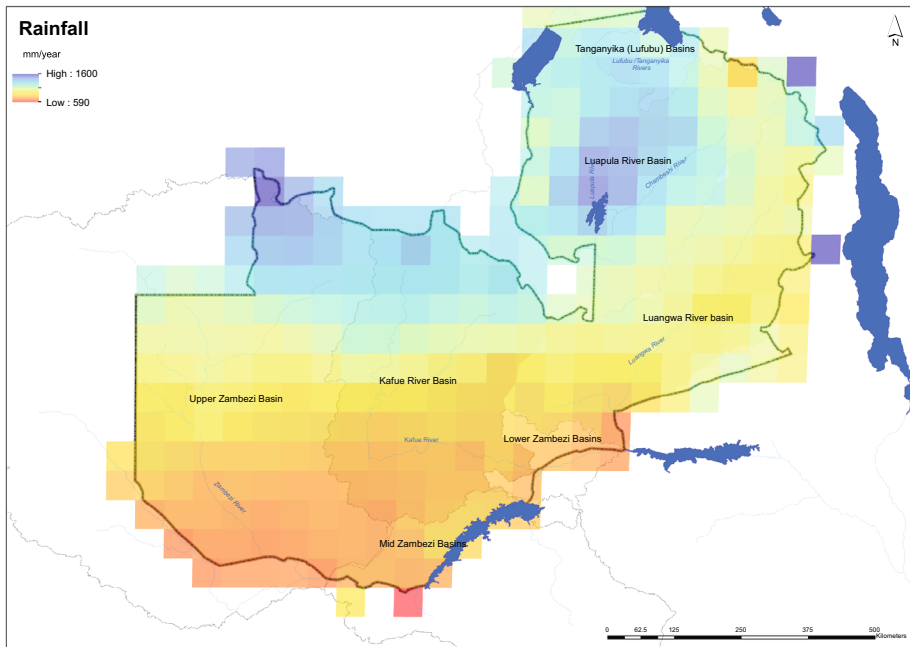 Rainfall
mm/year
High : 1600
Low : 590
N
Tanganyika (Lufubu) Basins
Lufubu /Tanganyika
Rivers
Luapula River Basin
Luapula River
Chambeshi River
Luangwa River basin
Luangwa River
Kafue River Basin
Upper Zambezi Basin
Kafue River
Lower Zambezi Basins
Zambezi River
Mid Zambezi Basins
0 62.5 125 250 375 500
Kilometers